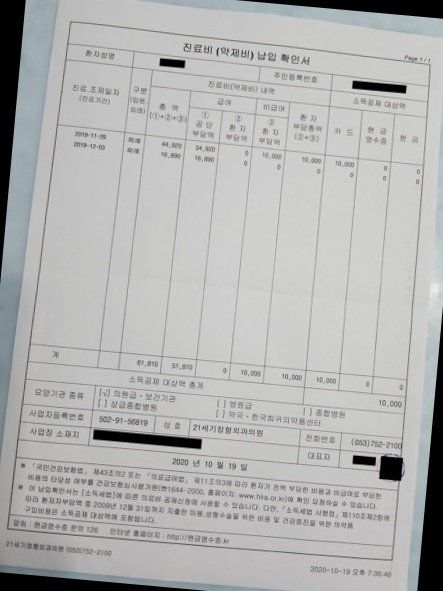 진료비 (약제비) 납입 확인서
Page 1 / 1
환자성명 주민등록번호
진료.조제일자 (진료기간) 구분 (입원, 외래) 진료비(약제비) 내역 소득공제 대상액
총 액 (①+②+③) 급여 비급여 환 자 부담총액 (②+③) 카 드 현 금 영수증 현 금
① 공 단 부담액 ② 환 자 부담액 ③ 환 자 부담액
2019-11-29 외래 44,920 34,920 0 10,000 10,000 10,000 0 0
2019-12-03 외래 16,890 16,890 0 0 0 0 0 0
계 61,810 51,810 0 10,000 10,000 10,000 0 0
소득공제 대상액 총계 10,000
요양기관 종류 [√] 의원급·보건기관 [ ] 병원급 [ ] 종합병원
[ ] 상급종합병원 [ ] 약국·한국희귀의약품센터
사업자등록번호 502-91-56819 상 호 21세기정형외과의원 전화번호 (053)752-2100
사업장 소재지 대표자
2020 년 10 월 19 일
* 「국민건강보험법」 제43조의2 또는 「의료급여법」 제11조의3에 따라 환자가 전액 부담한 비용과 비급여로 부담한
비용의 타당성 여부를 건강보험심사평가원(☎1644-2000, 홈페이지: www.hira.or.kr)에 확인 요청하실 수 있습니다.
* 이 납입확인서는 [소득세법]에 따른 의료비 공제신청에 사용할 수 있습니다. 다만, 「소득세법 시행령」 제110조제2항에
따라 환자부담액 중 2009년 12월 31일까지 지출한 미용,성형수술을 위한 비용 및 건강증진을 위한 의약품
구입비용은 소득공제 대상액에 포함됩니다.
알림 : 현금영수증 문의 126 인터넷 홈페이지 : http://현금영수증.kr
21세기정형외과의원 (053)752-2100
2020-10-19 오후 7:36:48